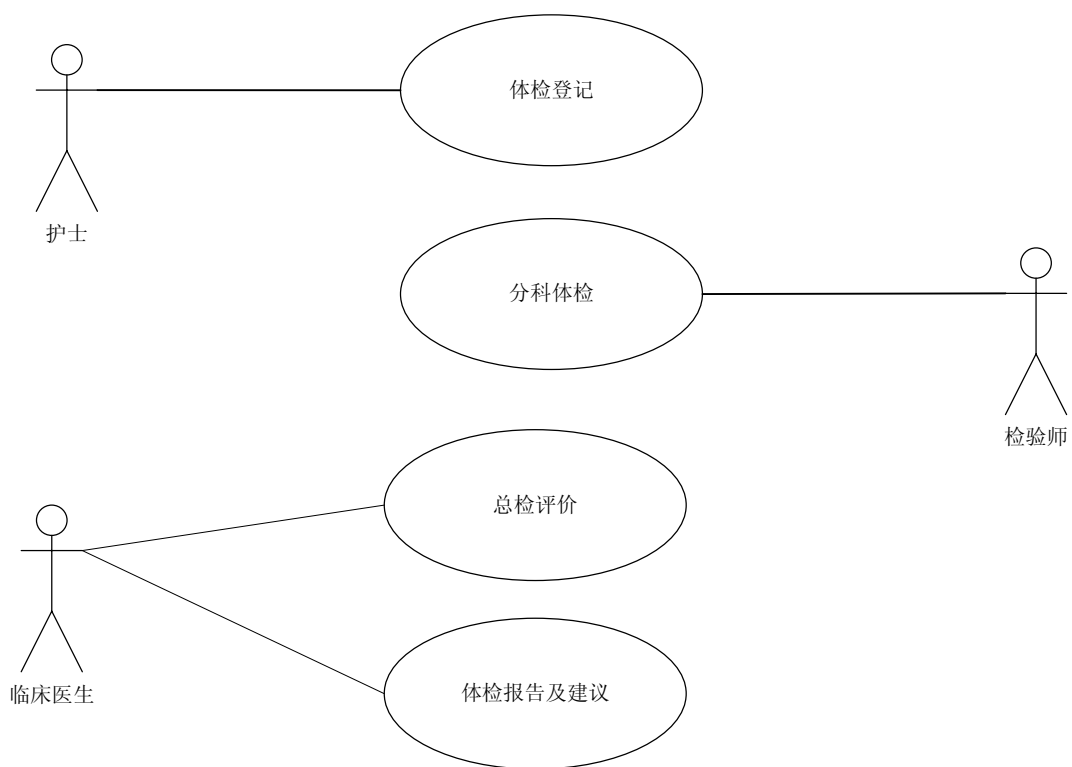 体检登记
护士
分科体检
检验师
总检评价
临床医生
体检报告及建议